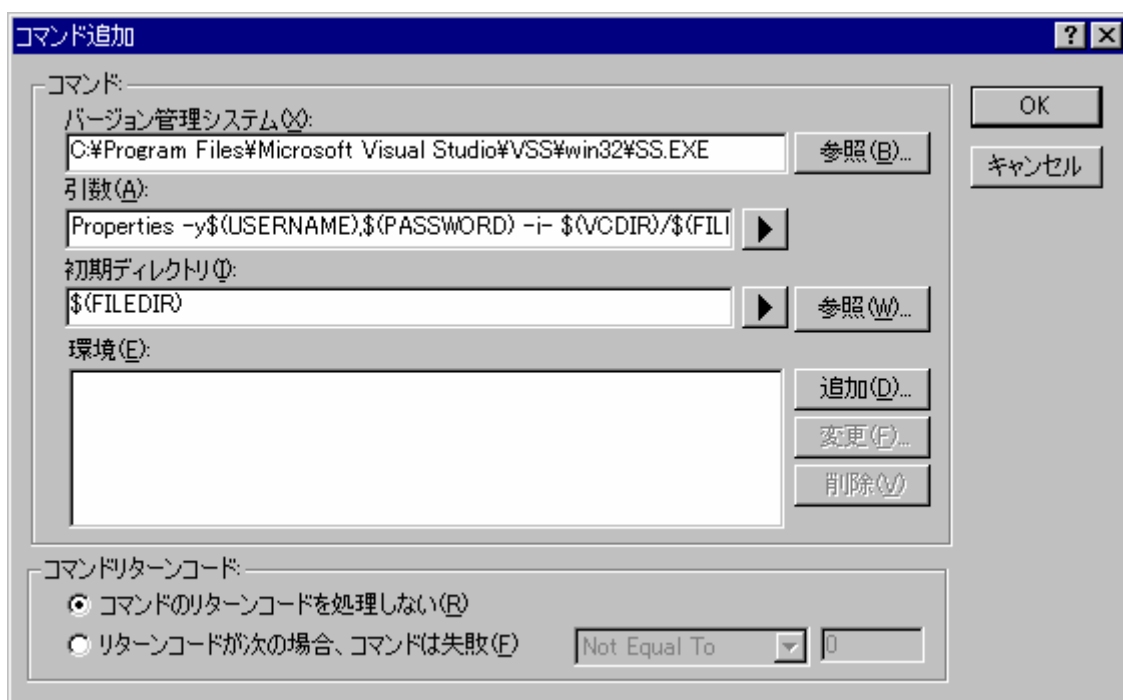 コマンド追加
コマンド:
バージョン管理システム(X):
C:¥Program Files¥Microsoft Visual Studio¥VSS¥win32¥SS.EXE
参照(B)...
OK
キャンセル
引数(A):
Properties -y$(USERNAME),$(PASSWORD) -i- $(VCDIR)/$(FILI
初期ディレクトリ(I):
$(FILEDIR)
参照(W)...
環境(E):
追加(D)...
変更(F)...
削除(V)
コマンドリターンコード:
コマンドのリターンコードを処理しない(R)
リターンコードが次の場合、コマンドは失敗(F)
Not Equal To
0